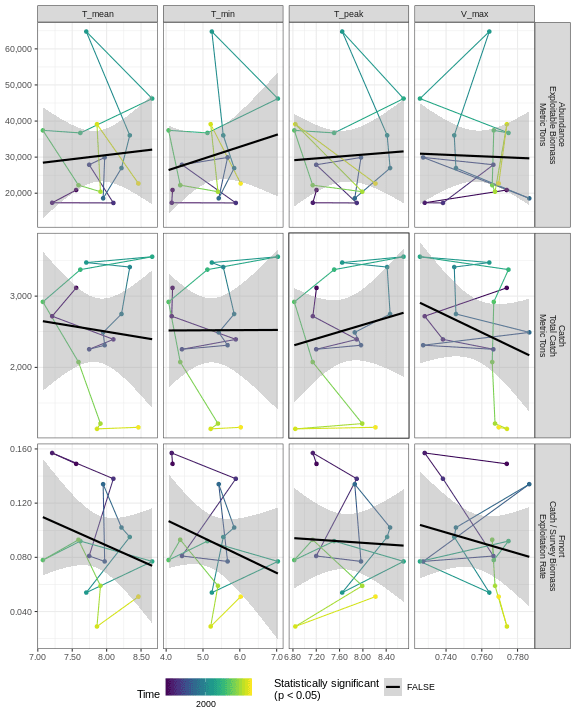 T_mean
T_min
T_peak
V_max
60,000
50,000
40,000
30,000
20,000
Abundance
Exploitable Biomass
Metric Tons
3,000
2,000
Catch
Total Catch
Metric Tons
0.160
0.120
0.080
0.040
Fmort
Catch / Survey Biomass
Exploitation Rate
7.00
7.50
8.00
8.50
4.0
5.0
6.0
7.0
6.80
7.20
7.60
8.00
8.40
0.740
0.760
0.780
Time
2000
Statistically significant
(p < 0.05)
FALSE